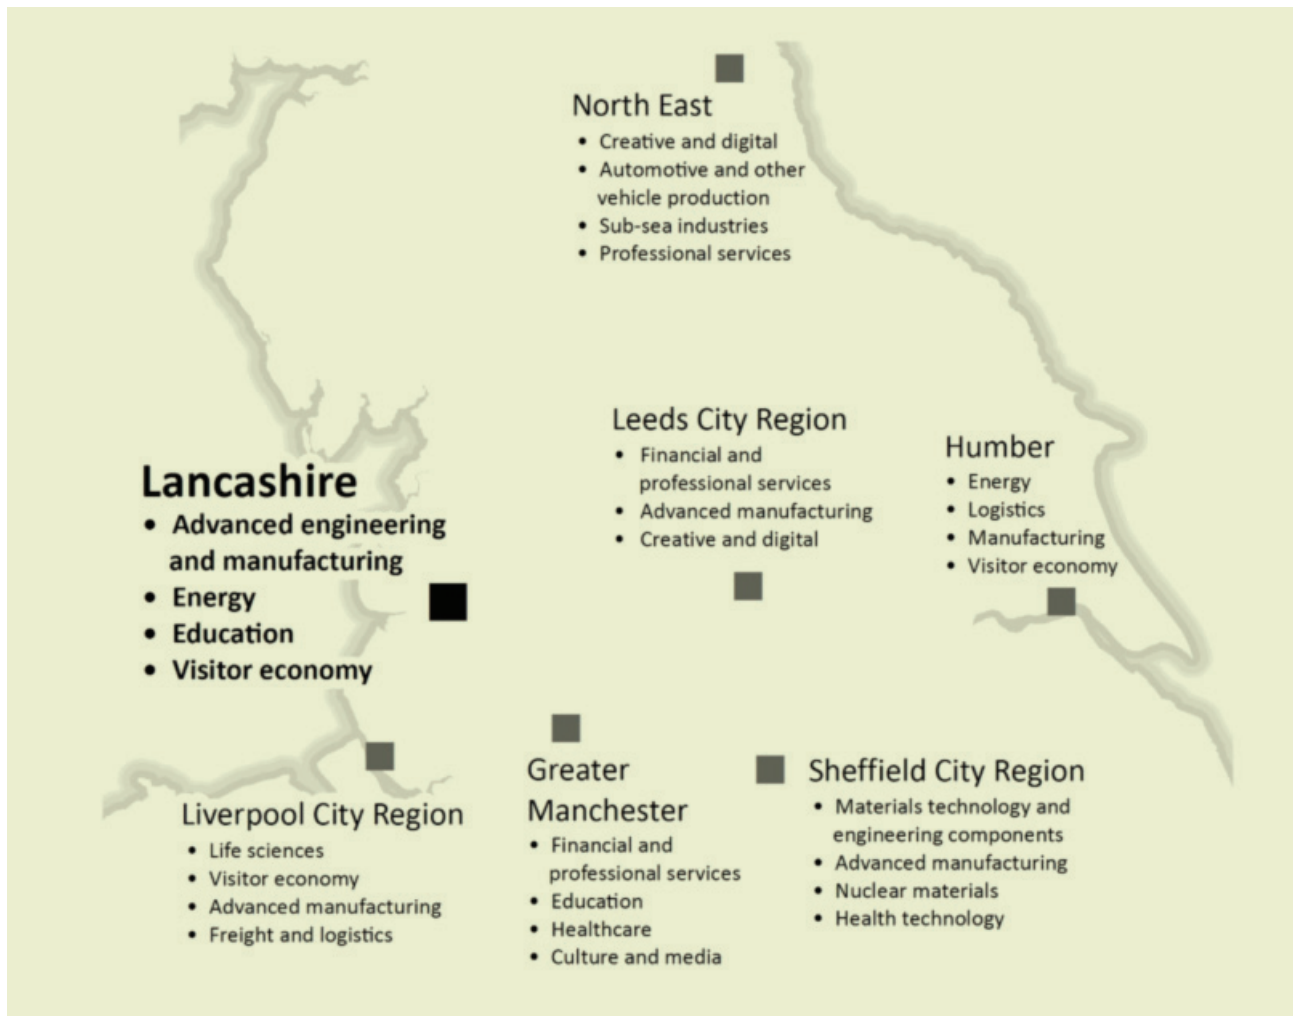 North East
• Creative and digital
• Automotive and other
vehicle production
• Sub-sea industries
• Professional services
Leeds City Region
• Financial and
professional services
• Advanced manufacturing
• Creative and digital
Humber
• Energy
• Logistics
• Manufacturing
• Visitor economy
Lancashire
• Advanced engineering
and manufacturing
• Energy
• Education
• Visitor economy
Liverpool City Region
• Life sciences
• Visitor economy
• Advanced manufacturing
• Freight and logistics
Greater
Manchester
• Financial and
professional services
• Education
• Healthcare
• Culture and media
Sheffield City Region
• Materials technology and
engineering components
• Advanced manufacturing
• Nuclear materials
• Health technology